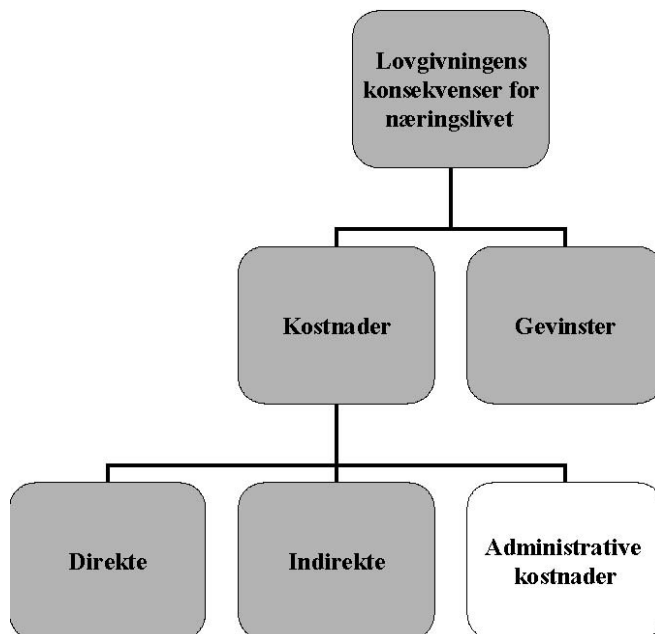 Lovgivningens
konsekvenser for
næringslivet
Kostnader
Gevinster
Direkte
Indirekte
Administrative
kostnader